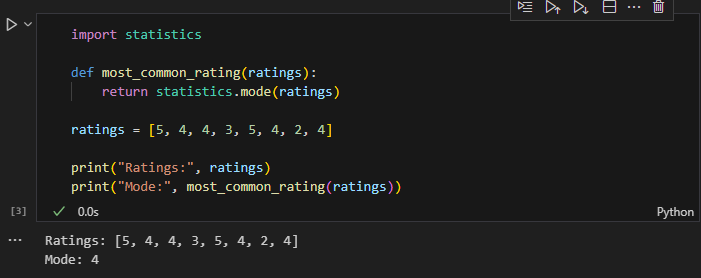 import statistics
def most_common_rating(ratings):
return statistics.mode(ratings)
ratings = [5, 4, 4, 3, 5, 4, 2, 4]
print("Ratings:", ratings)
print("Mode:", most_common_rating(ratings))
[3] 0.0s Python
Ratings: [5, 4, 4, 3, 5, 4, 2, 4]
Mode: 4